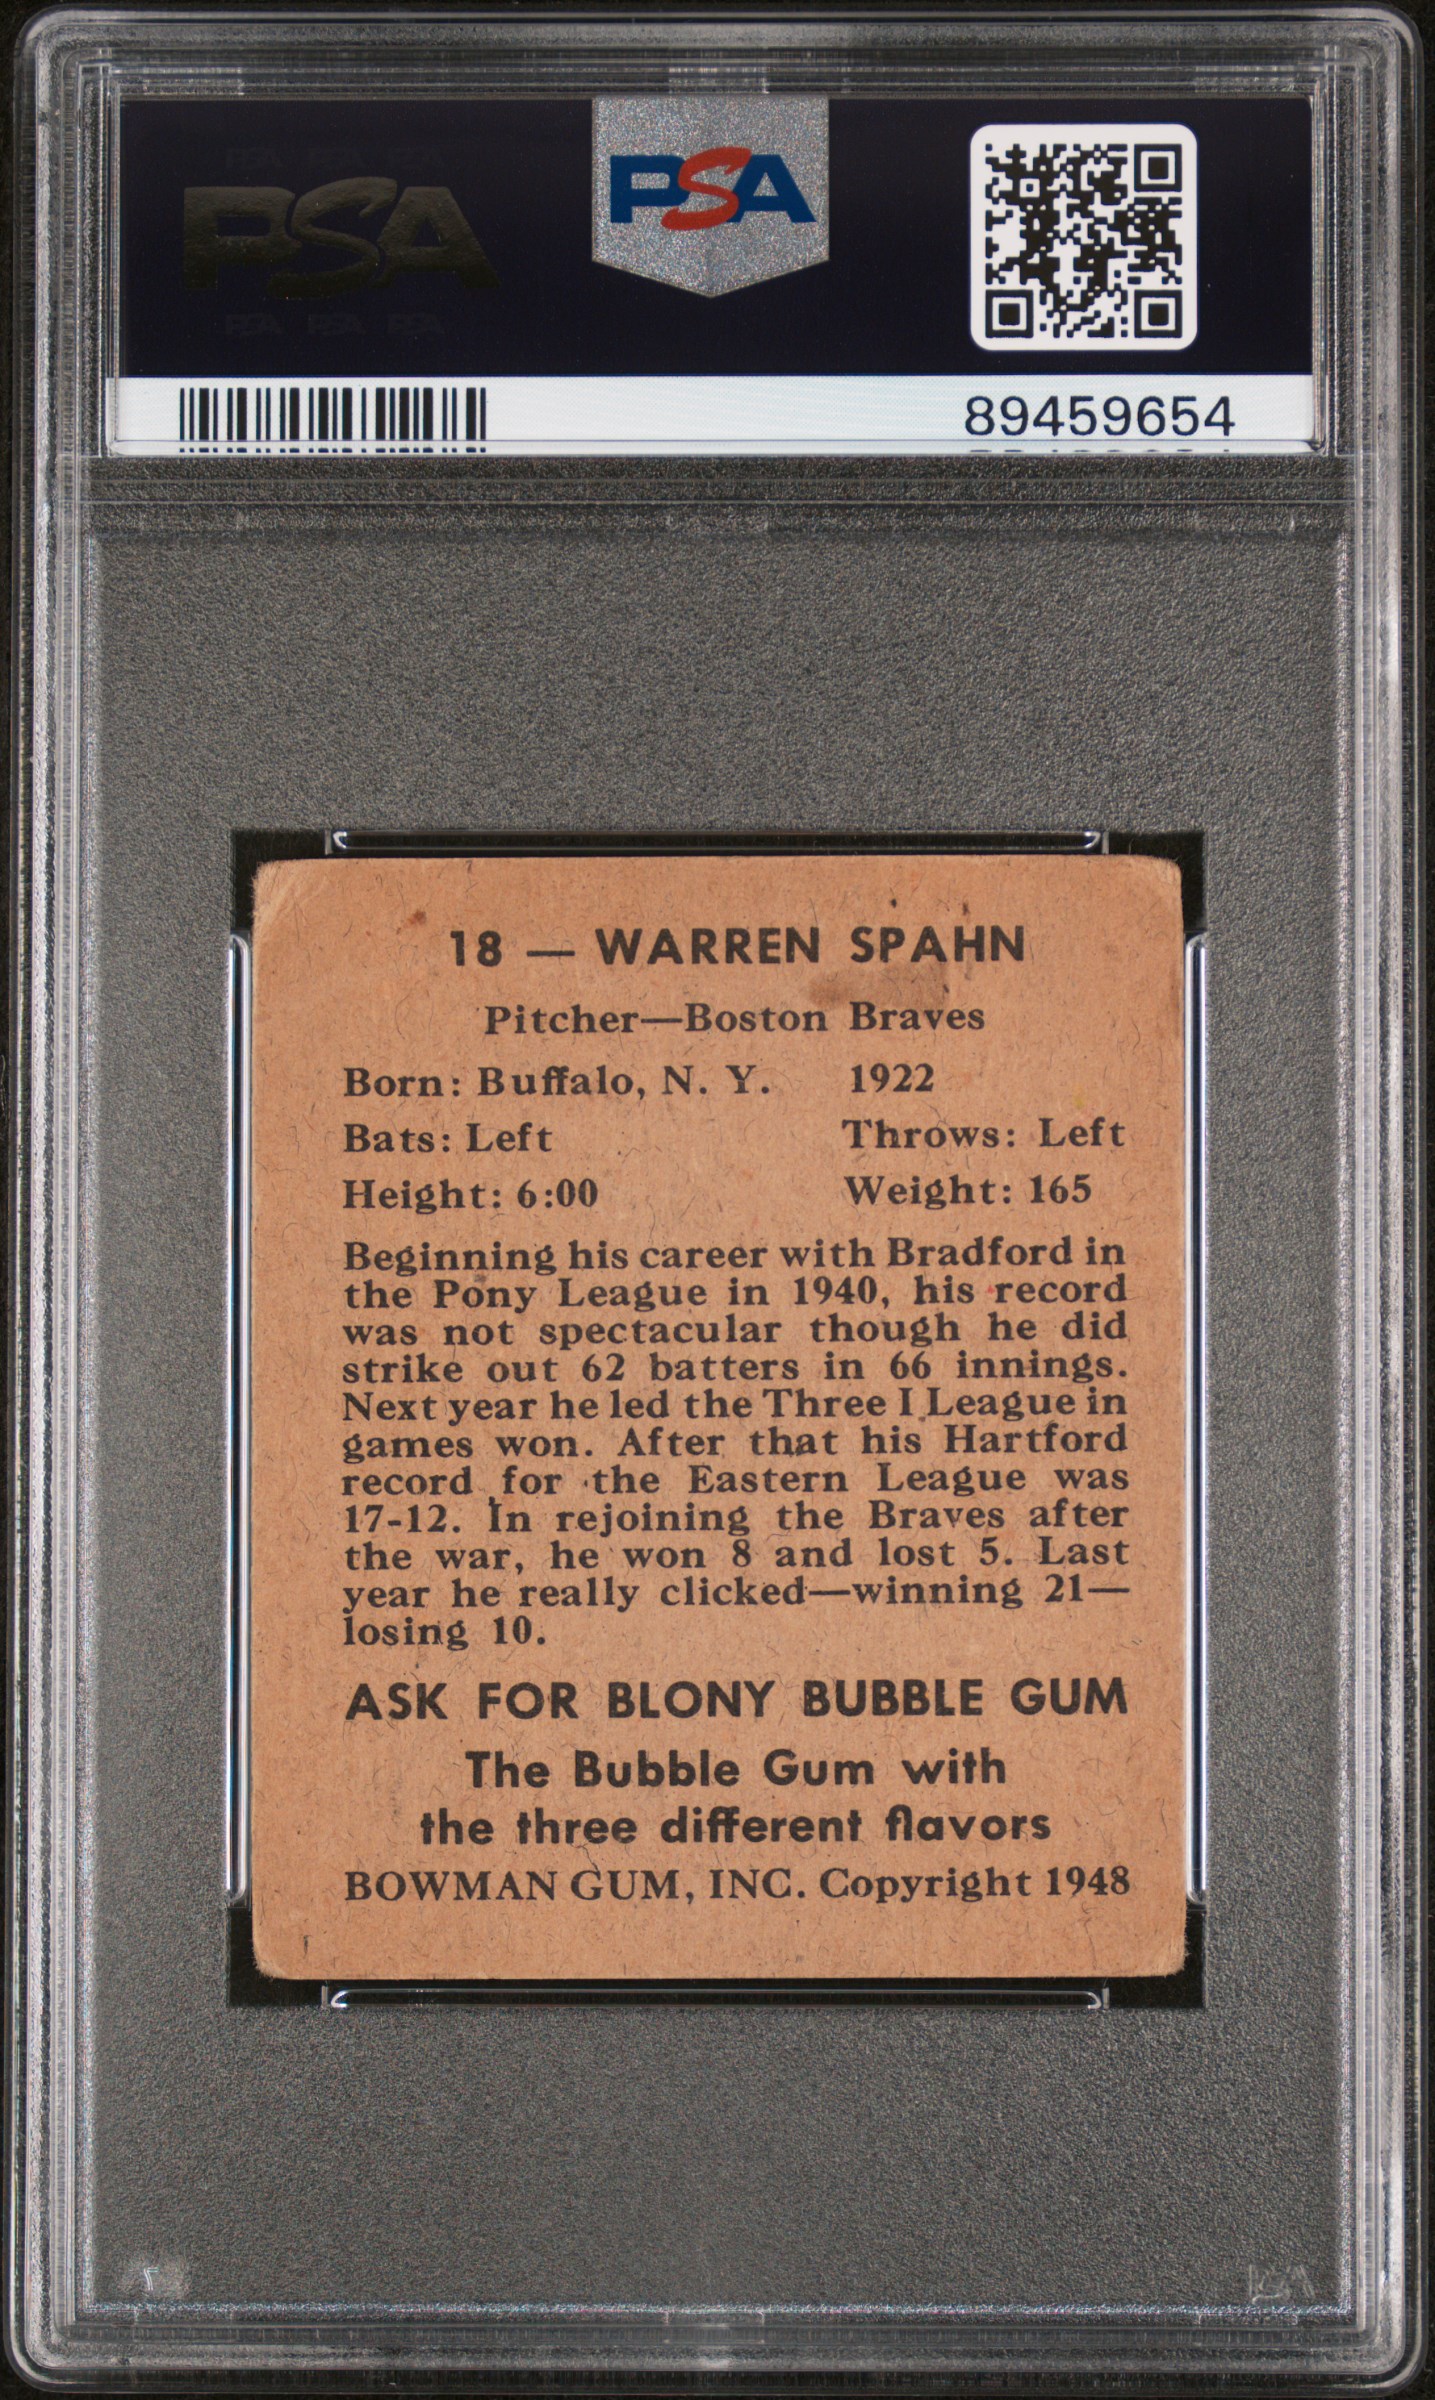 PSA
PSA
PSA PSA PSA
89459654
18 — WARREN SPAHN
Pitcher—Boston Braves
Born: Buffalo, N. Y. 1922
Bats: Left Throws: Left
Height: 6:00 Weight: 165
Beginning his career with Bradford in
the Pony League in 1940, his record
was not spectacular though he did
strike out 62 batters in 66 innings.
Next year he led the Three I League in
games won. After that his Hartford
record for the Eastern League was
17-12. In rejoining the Braves after
the war, he won 8 and lost 5. Last
year he really clicked—winning 21—
losing 10.
ASK FOR BLONY BUBBLE GUM
The Bubble Gum with
the three different flavors
BOWMAN GUM, INC. Copyright 1948